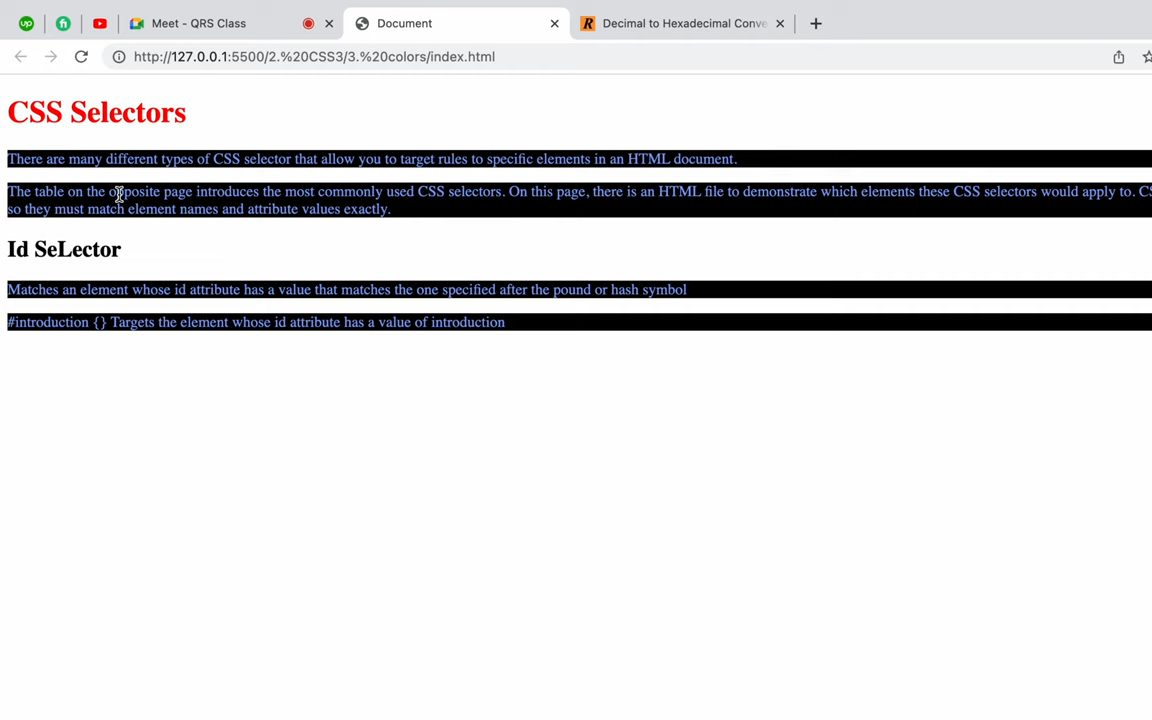 up
fi
Meet - QRS Class
Document
R
Decimal to Hexadecimal Conve
http://127.0.0.1:5500/2.%20CSS3/3.%20colors/index.html
CSS Selectors
There are many different types of CSS selector that allow you to target rules to specific elements in an HTML document.
The table on the opposite page introduces the most commonly used CSS selectors. On this page, there is an HTML file to demonstrate which elements these CSS selectors would apply to. CS
so they must match element names and attribute values exactly.
Id SeLector
Matches an element whose id attribute has a value that matches the one specified after the pound or hash symbol
#introduction {} Targets the element whose id attribute has a value of introduction